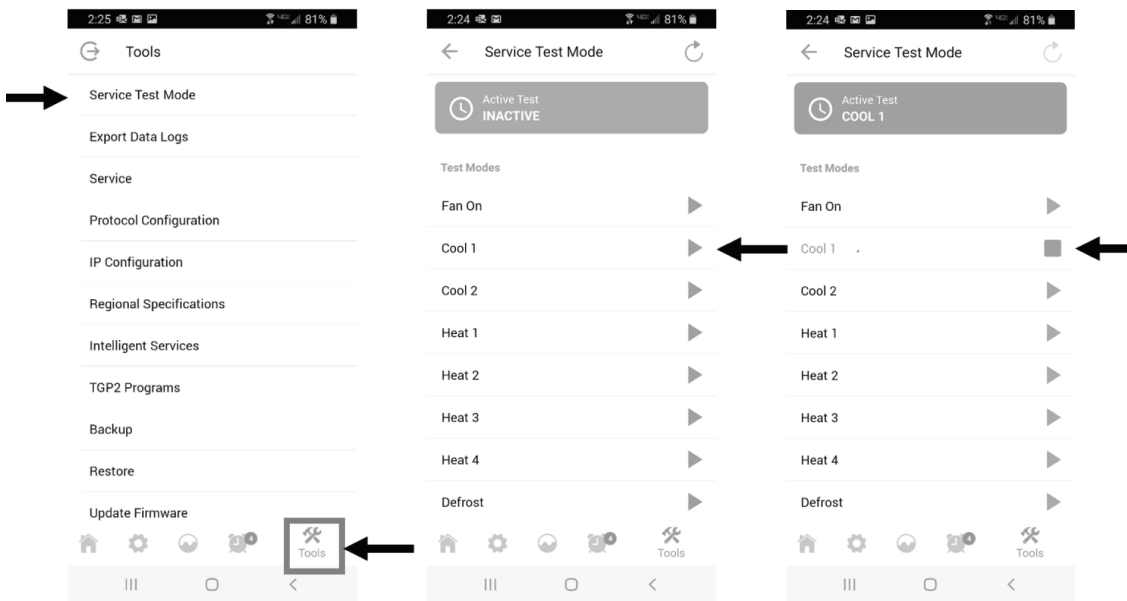 2:25
81%
Tools
Service Test Mode
Export Data Logs
Service
Protocol Configuration
IP Configuration
Regional Specifications
Intelligent Services
TGP2 Programs
Backup
Restore
Update Firmware
4
Tools
2:24
81%
Service Test Mode
Active Test
INACTIVE
Test Modes
Fan On
Cool 1
Cool 2
Heat 1
Heat 2
Heat 3
Heat 4
Defrost
4
Tools
2:24
81%
Service Test Mode
Active Test
COOL 1
Test Modes
Fan On
Cool 1
Cool 2
Heat 1
Heat 2
Heat 3
Heat 4
Defrost
4
Tools